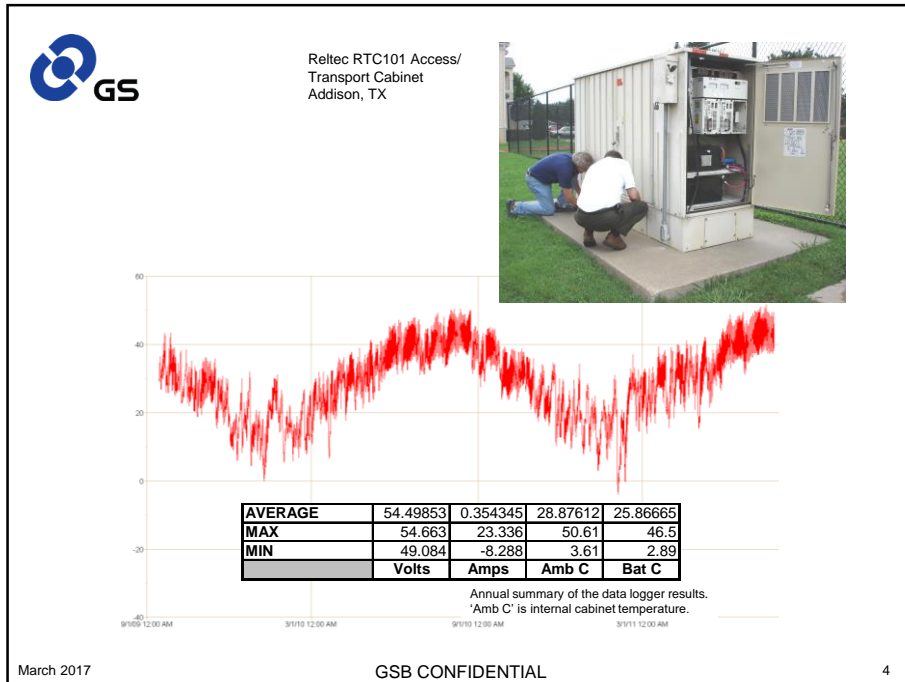 GS
Reltec RTC101 Access/
Transport Cabinet
Addison, TX
60
40
20
0
-20
-40
9/1/09 12:00 AM
3/1/10 12:00 AM
9/1/10 12:00 AM
3/1/11 12:00 AM
AVERAGE 54.49853 0.354345 28.87612 25.86665
MAX 54.663 23.336 50.61 46.5
MIN 49.084 -8.288 3.61 2.89
Volts Amps Amb C Bat C
Annual summary of the data logger results.
‘Amb C’ is internal cabinet temperature.
March 2017
GSB CONFIDENTIAL
4